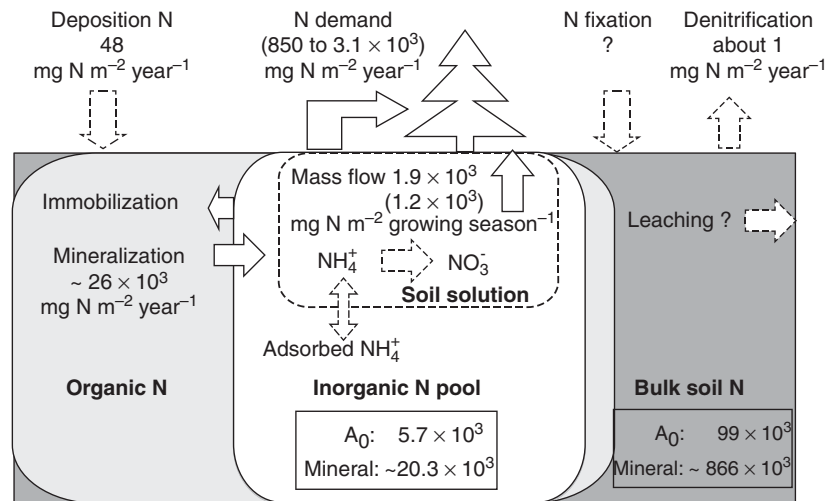 Deposition N
48
mg N m⁻² year⁻¹
N demand
(850 to 3.1 × 10³)
mg N m⁻² year⁻¹
N fixation
?
Denitrification
about 1
mg N m⁻² year⁻¹
Immobilization
Mineralization
~ 26 × 10³
mg N m⁻² year⁻¹
Mass flow 1.9 × 10³
(1.2 × 10³)
mg N m⁻² growing season⁻¹
NH₄⁺ NO₃⁻
Soil solution
Adsorbed NH₄⁺
Leaching ?
Organic N
Inorganic N pool
A₀: 5.7 × 10³
Mineral: ~20.3 × 10³
Bulk soil N
A₀: 99 × 10³
Mineral: ~ 866 × 10³